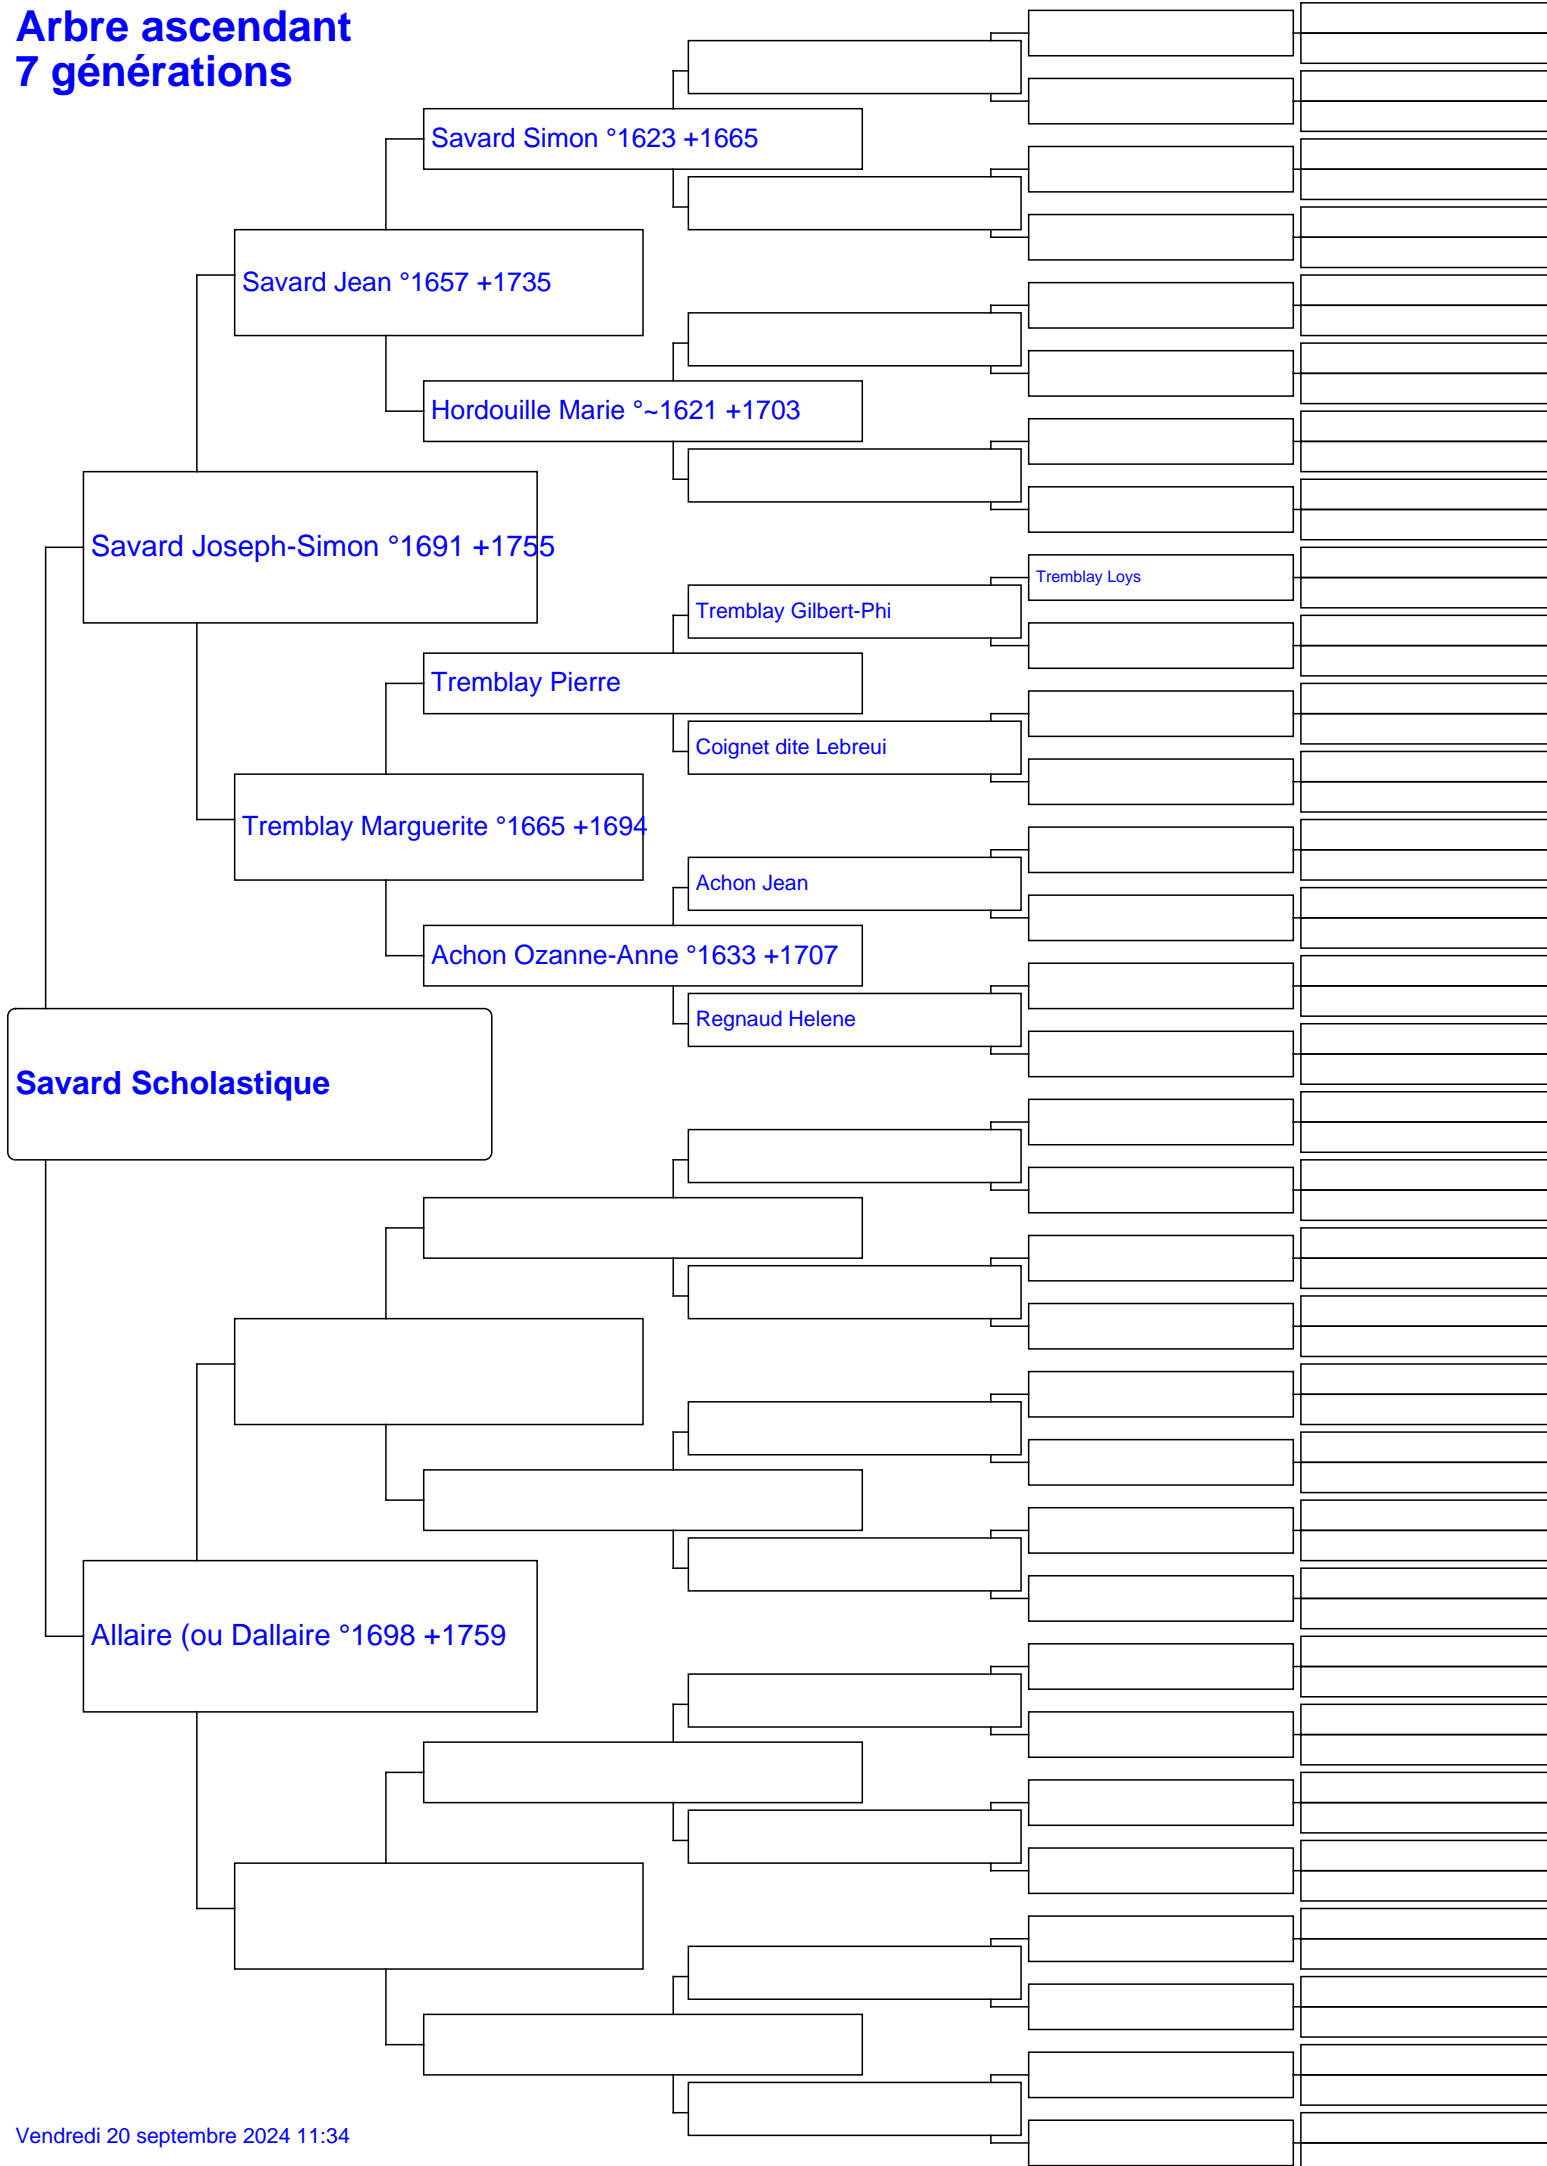 Arbre ascendant
7 générations
Savard Simon °1623 +1665
Savard Jean °1657 +1735
Hordouille Marie °~1621 +1703
Savard Joseph-Simon °1691 +1755
Tremblay Loys
Tremblay Gilbert-Phi
Tremblay Pierre
Coignet dite Lebreui
Tremblay Marguerite °1665 +1694
Achon Jean
Achon Ozanne-Anne °1633 +1707
Regnaud Helene
Savard Scholastique
Allaire (ou Dallaire °1698 +1759
Vendredi 20 septembre 2024 11:34